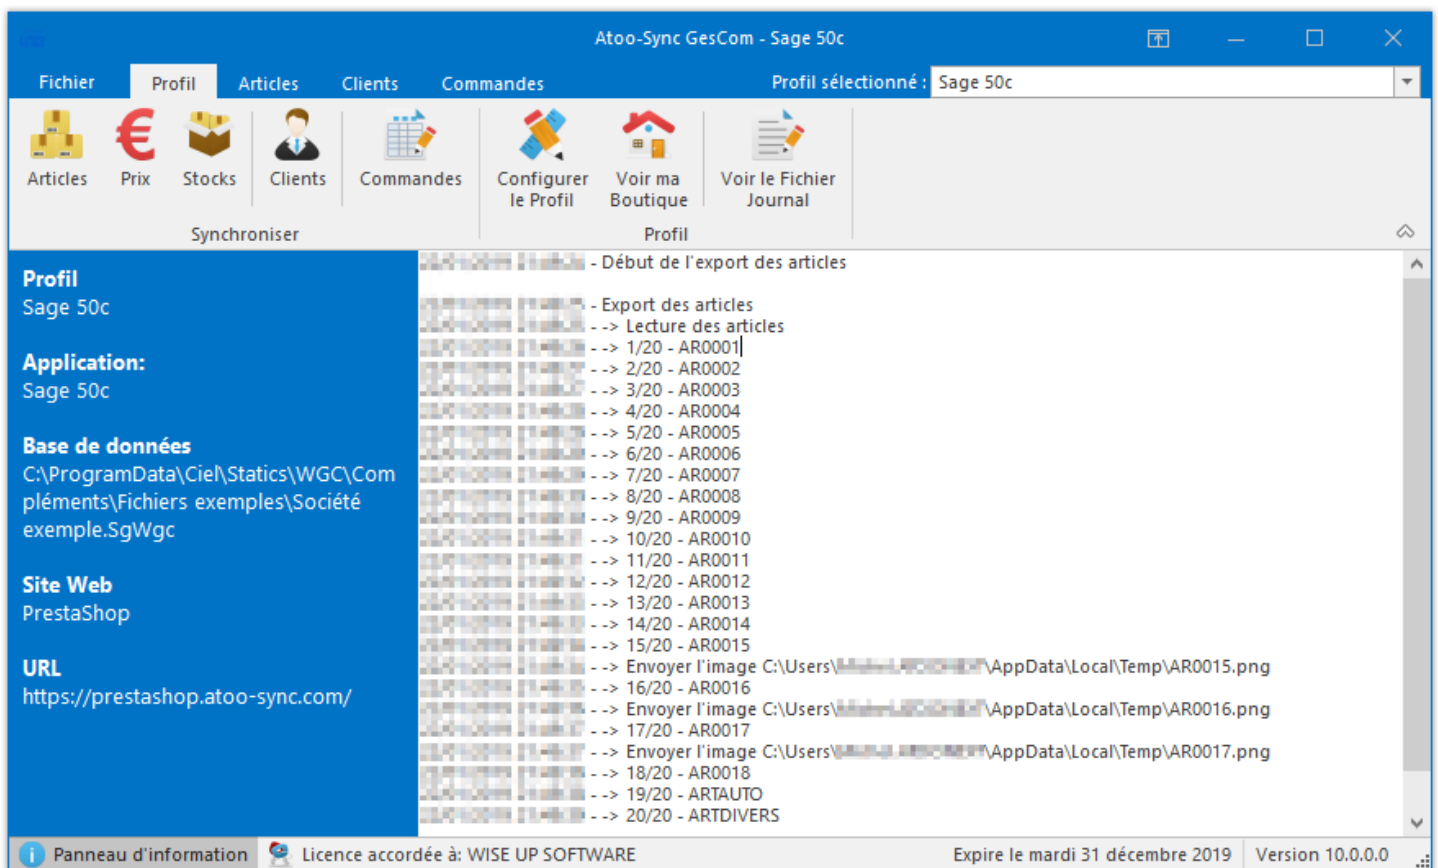 Atoo-Sync GesCom - Sage 50c
Fichier Profil Articles Clients Commandes Profil sélectionné : Sage 50c
Articles Prix Stocks Clients Commandes Configurer le Profil Voir ma Boutique Voir le Fichier Journal
Synchroniser Profil
Profil
Sage 50c
Application:
Sage 50c
Base de données
C:\ProgramData\Ciel\Statics\WGC\Com
pléments\Fichiers exemples\Société
exemple.SgWgc
Site Web
PrestaShop
URL
https://prestashop.atoo-sync.com/
- Début de l'export des articles
- Export des articles
- --> Lecture des articles
- --> 1/20 - AR0001
- --> 2/20 - AR0002
- --> 3/20 - AR0003
- --> 4/20 - AR0004
- --> 5/20 - AR0005
- --> 6/20 - AR0006
- --> 7/20 - AR0007
- --> 8/20 - AR0008
- --> 9/20 - AR0009
- --> 10/20 - AR0010
- --> 11/20 - AR0011
- --> 12/20 - AR0012
- --> 13/20 - AR0013
- --> 14/20 - AR0014
- --> 15/20 - AR0015
- --> Envoyer l'image C:\Users\ \AppData\Local\Temp\AR0015.png
- --> 16/20 - AR0016
- --> Envoyer l'image C:\Users\ \AppData\Local\Temp\AR0016.png
- --> 17/20 - AR0017
- --> Envoyer l'image C:\Users\ \AppData\Local\Temp\AR0017.png
- --> 18/20 - AR0018
- --> 19/20 - ARTAUTO
- --> 20/20 - ARTDIVERS
Panneau d'information Licence accordée à: WISE UP SOFTWARE Expire le mardi 31 décembre 2019 Version 10.0.0.0